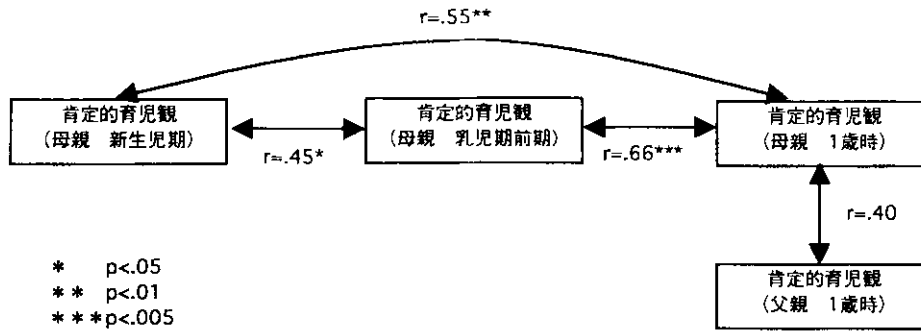 r=.55**
肯定的育児観
(母親 新生児期)
肯定的育児観
(母親 乳児期前期)
肯定的育児観
(母親 1歳時)
r=.45*
r=.66***
r=.40
肯定的育児観
(父親 1歳時)
* p<.05
** p<.01
***p<.005